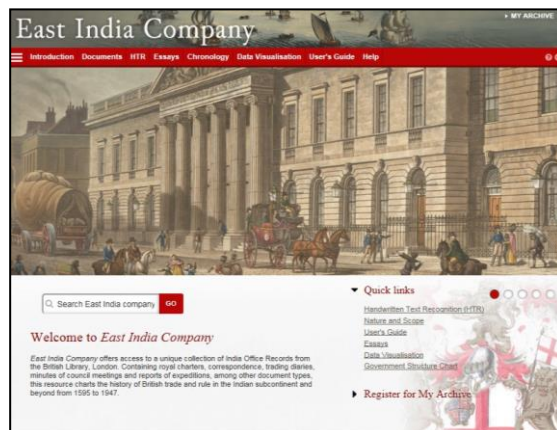 East India Company
▸ MY ARCHIVE
Introduction Documents HTR Essays Chronology Data Visualisation User's Guide Help
Search East India company GO
Welcome to East India Company
East India Company offers access to a unique collection of India Office Records from
the British Library, London. Containing royal charters, correspondence, trading diaries,
minutes of council meetings and reports of expeditions, among other document types,
this resource charts the history of British trade and rule in the Indian subcontinent and
beyond from 1595 to 1947.
Quick links
Handwritten Text Recognition (HTR)
Nature and Scope
User's Guide
Essays
Data Visualisation
Government Structure Chart
Register for My Archive